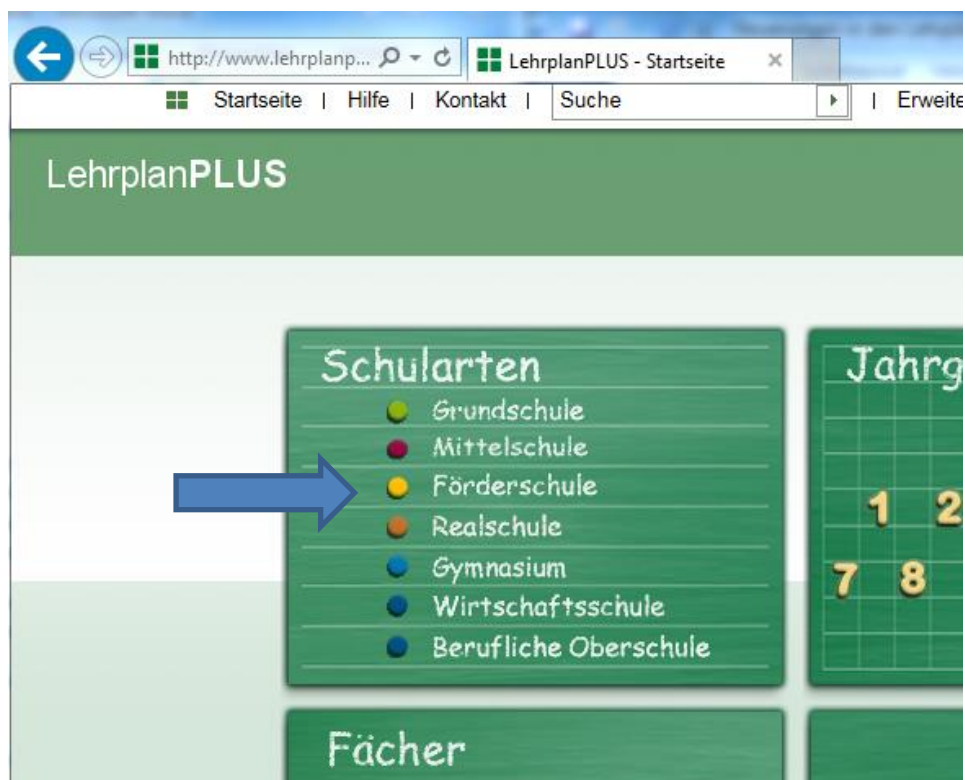 http://www.lehrplanp...
LehrplanPLUS - Startseite
Startseite | Hilfe | Kontakt | Suche | Erweite
LehrplanPLUS
Schularten
Grundschule
Mittelschule
Förderschule
Realschule
Gymnasium
Wirtschaftsschule
Berufliche Oberschule
Jahrg
1 2
7 8
Fächer